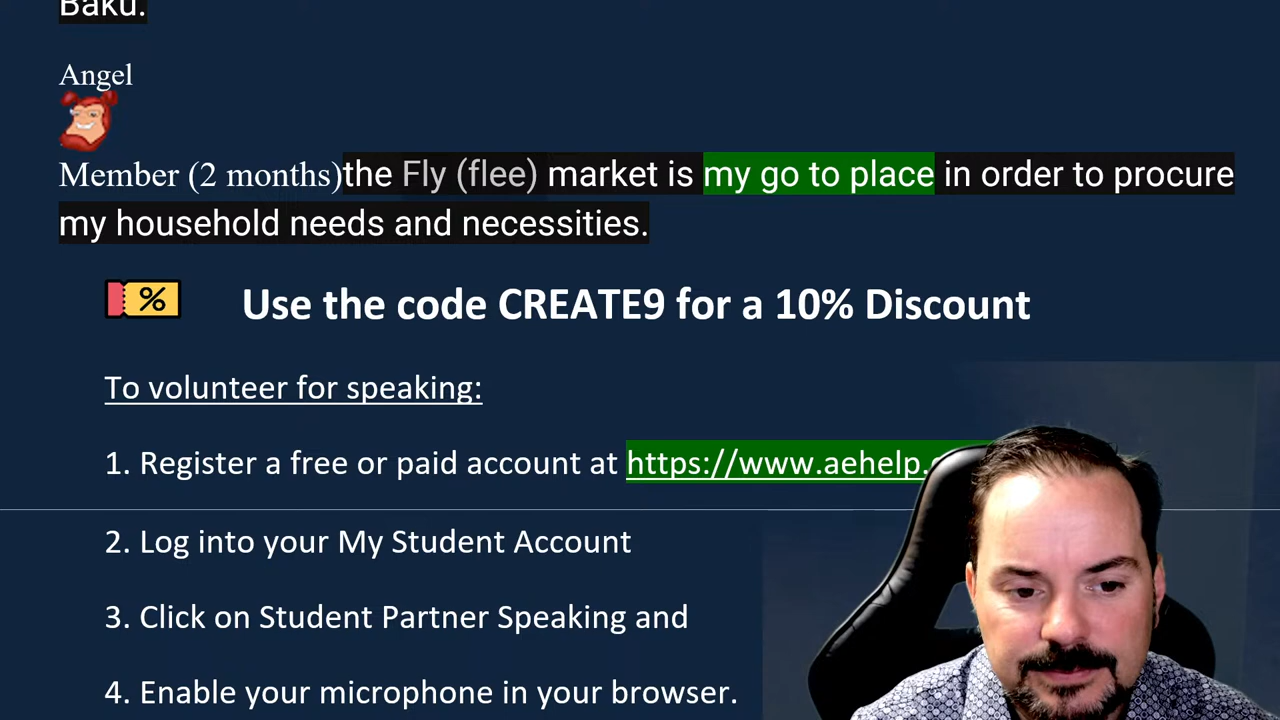 Baku.
Angel
Member (2 months)the Fly (flee) market is my go to place in order to procure
my household needs and necessities.
% Use the code CREATE9 for a 10% Discount
To volunteer for speaking:
1. Register a free or paid account at https://www.aehelp.
2. Log into your My Student Account
3. Click on Student Partner Speaking and
4. Enable your microphone in your browser.